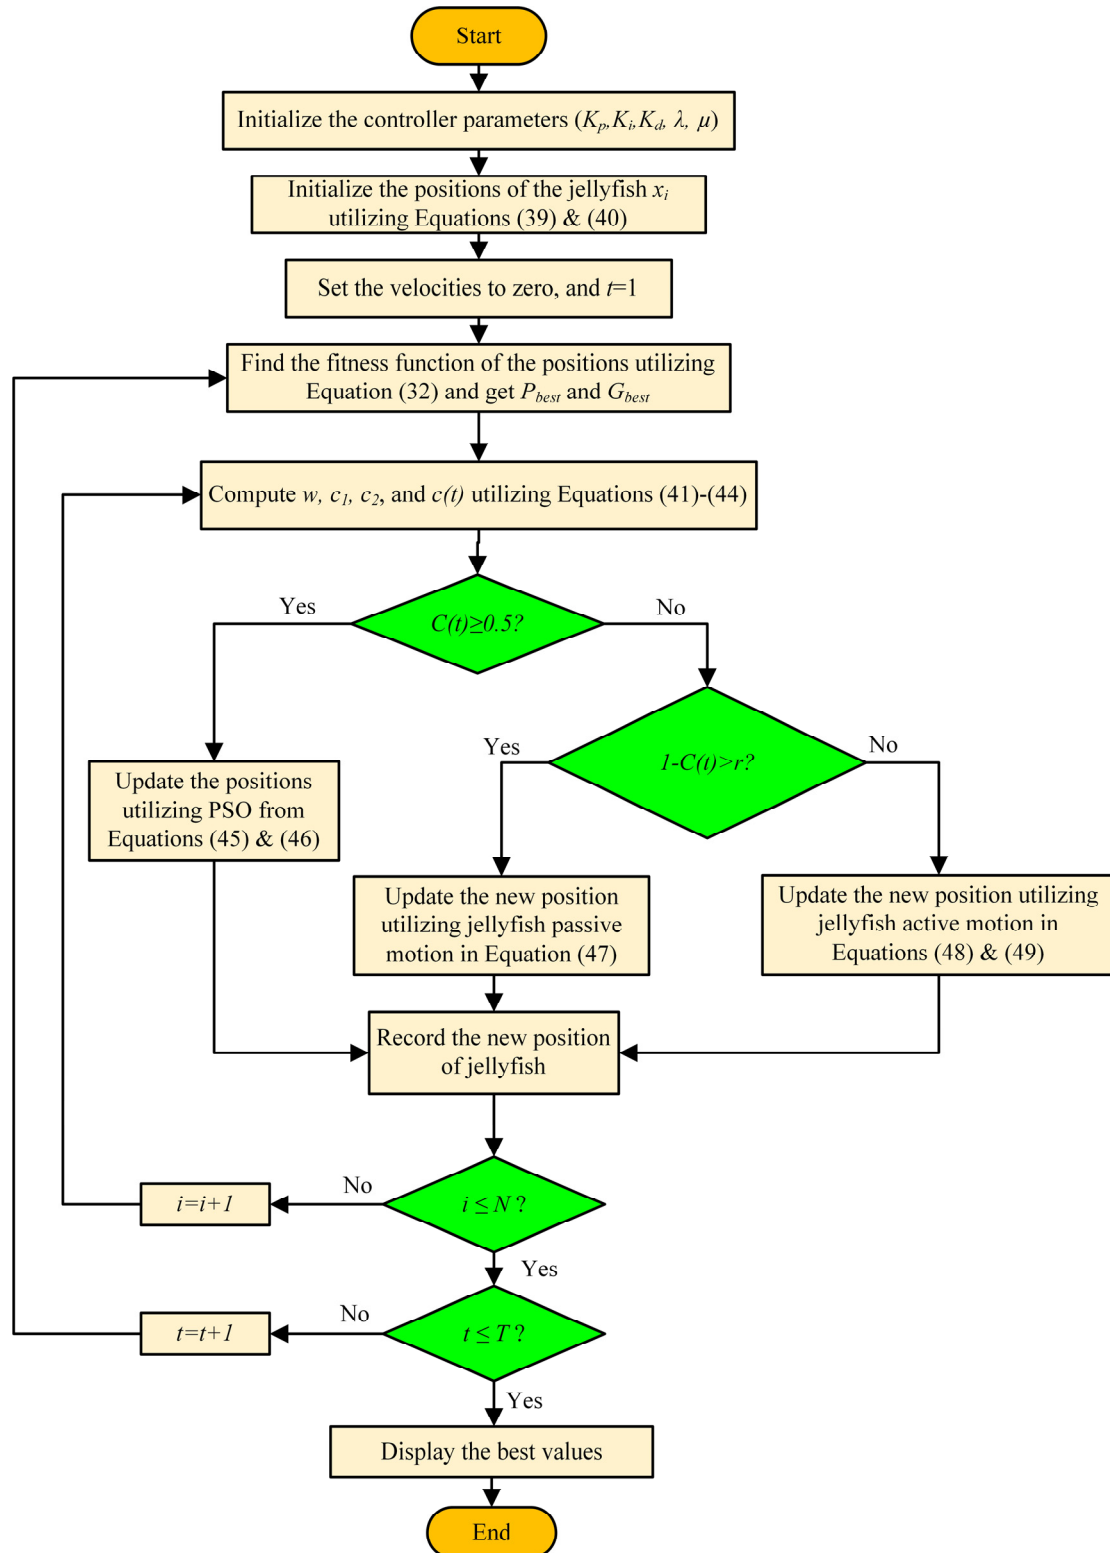 Start
Initialize the controller parameters (Kp,Ki,Kd, λ, μ)
Initialize the positions of the jellyfish xi
utilizing Equations (39) & (40)
Set the velocities to zero, and t=1
Find the fitness function of the positions utilizing
Equation (32) and get Pbest and Gbest
Compute w, c1, c2, and c(t) utilizing Equations (41)-(44)
Yes
No
C(t)≥0.5?
Yes
No
1-C(t)>r?
Update the positions
utilizing PSO from
Equations (45) & (46)
Update the new position
utilizing jellyfish passive
motion in Equation (47)
Update the new position utilizing
jellyfish active motion in
Equations (48) & (49)
Record the new position
of jellyfish
No
i=i+1
i ≤ N ?
Yes
No
t=t+1
t ≤ T ?
Yes
Display the best values
End